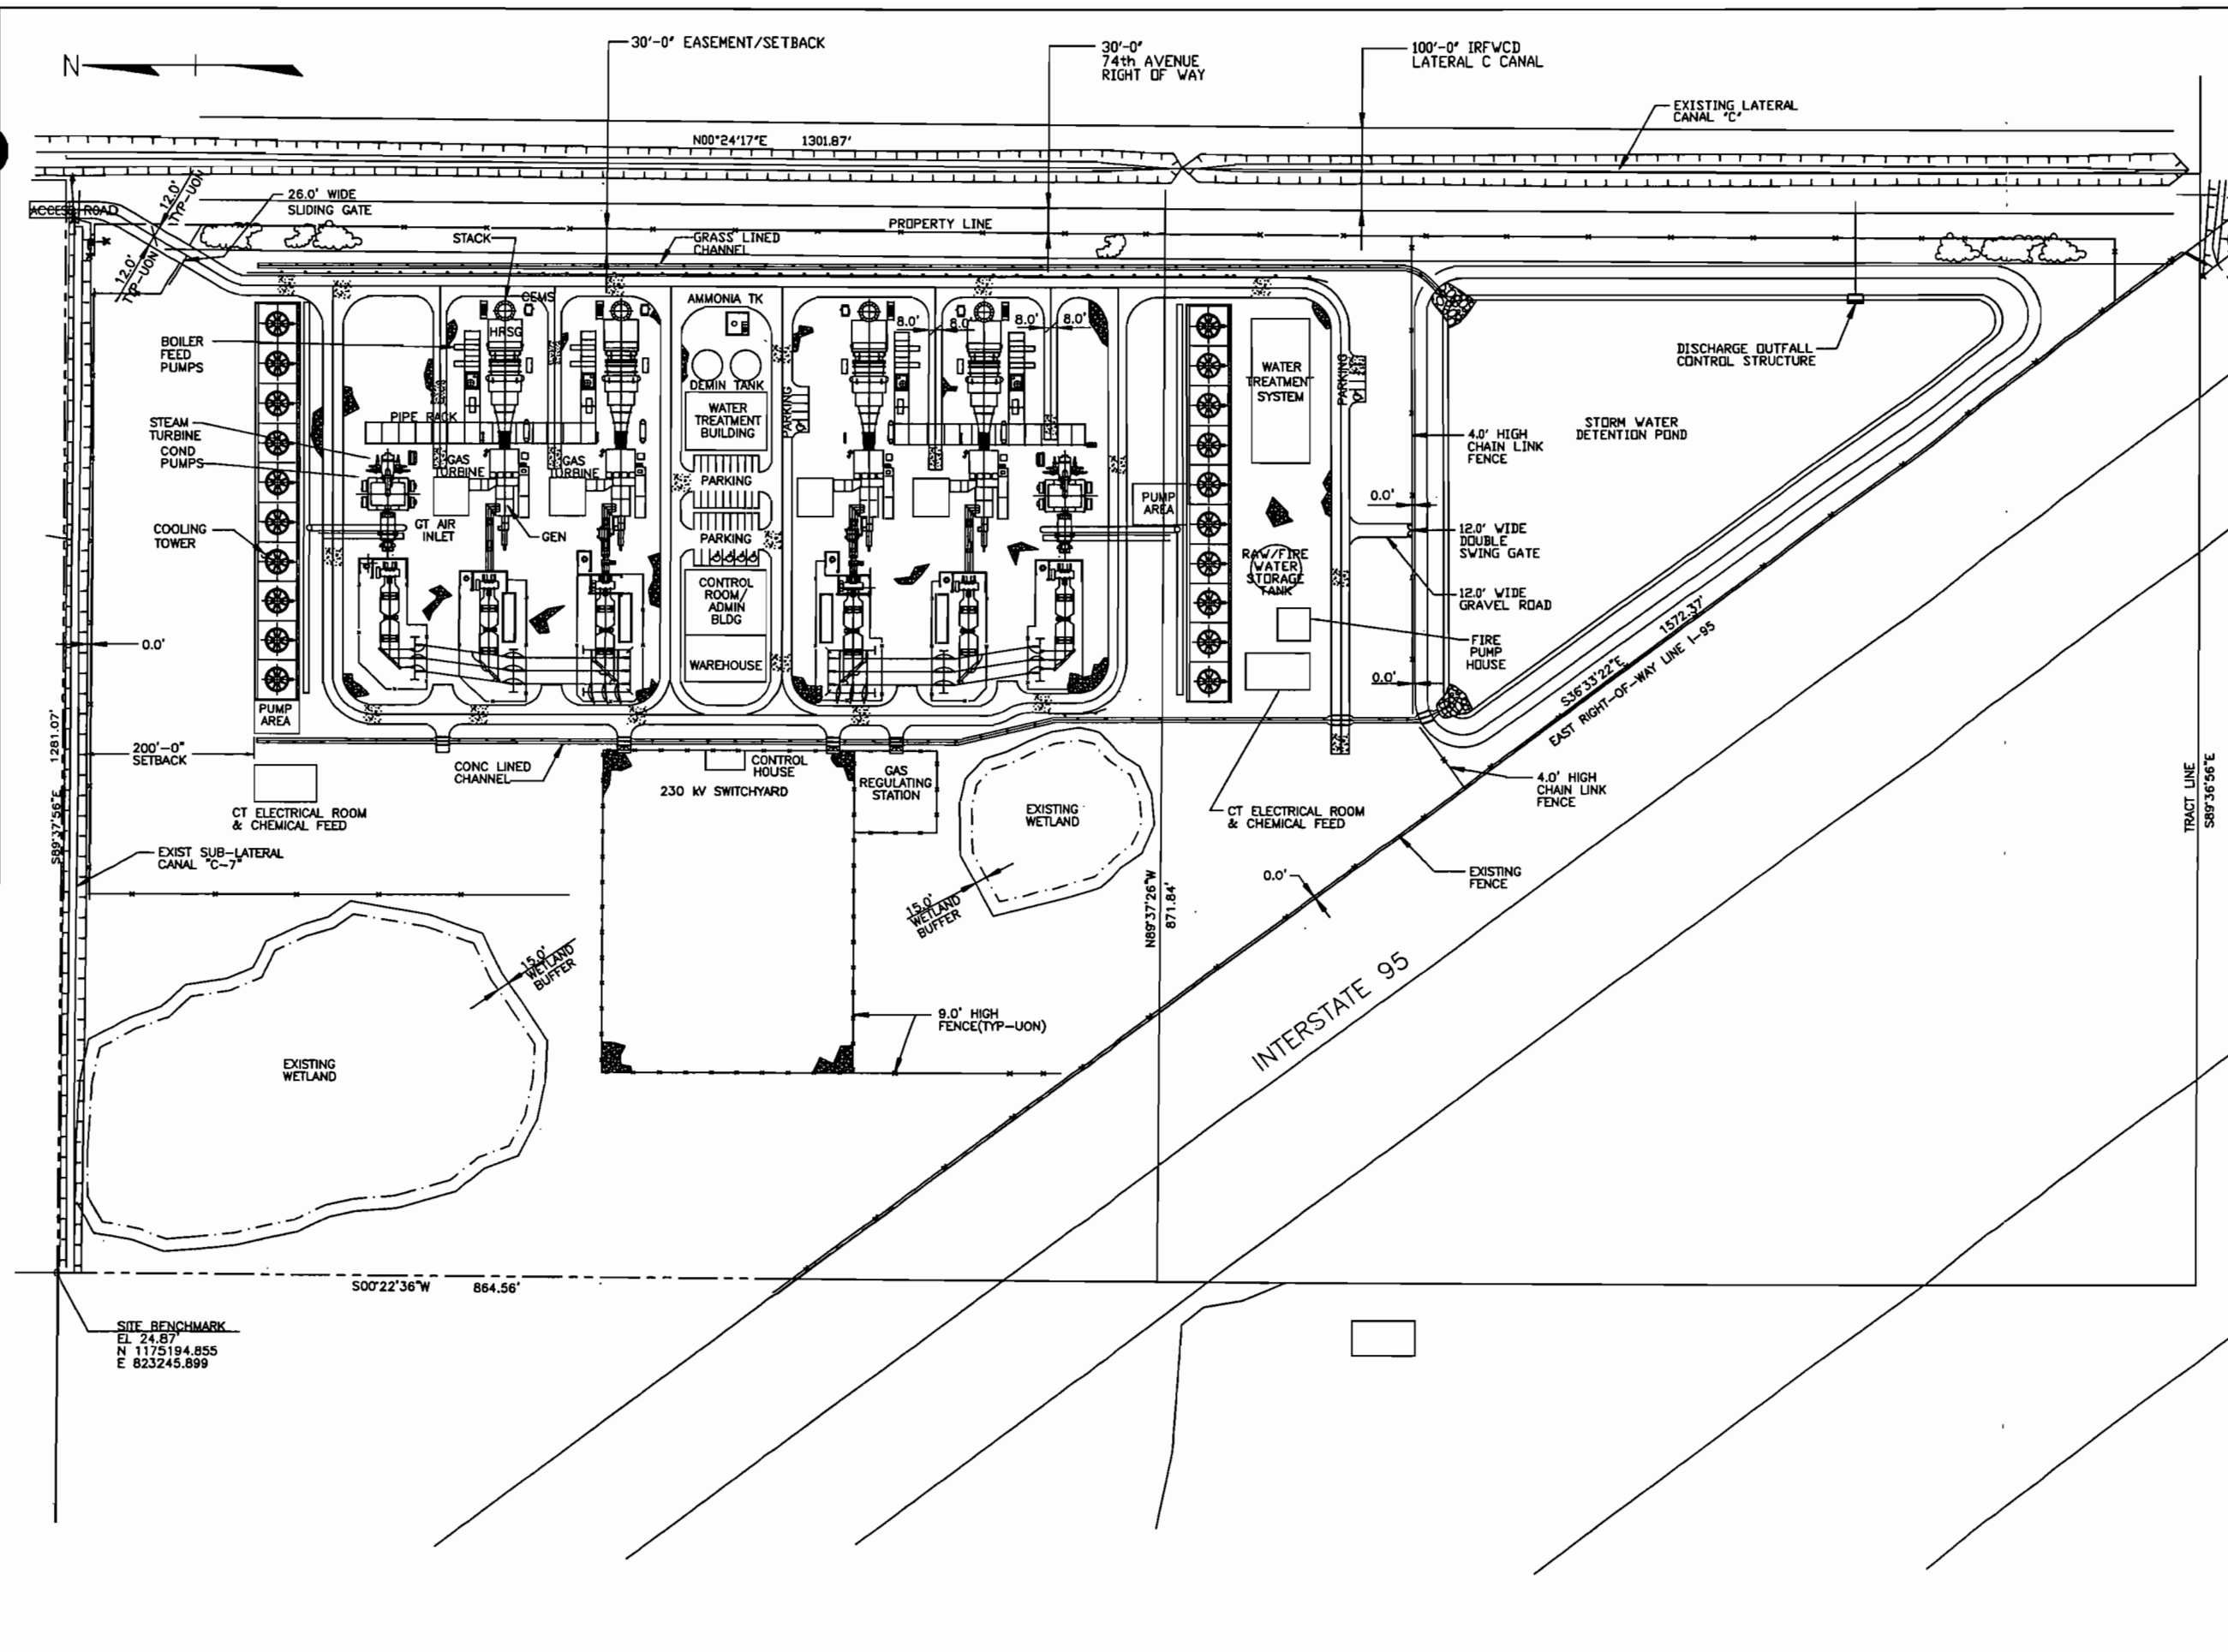 N
30'-0" EASEMENT/SETBACK
30'-0"
74th AVENUE
RIGHT OF WAY
100'-0" IRFWCD
LATERAL C CANAL
EXISTING LATERAL
CANAL "C"
N00°24'17"E 1301.87'
ACCESS ROAD
12.0'
TYP-UON
12.0'
TYP-UON
26.0' WIDE
SLIDING GATE
STACK
GRASS LINED
CHANNEL
PROPERTY LINE
CEMS
HRSG
AMMONIA TK
8.0'
8.0'
8.0'
8.0'
BOILER
FEED
PUMPS
DEMIN TANK
PIPE RACK
WATER
TREATMENT
BUILDING
PARKING
WATER
TREATMENT
SYSTEM
PARKING
DISCHARGE OUTFALL
CONTROL STRUCTURE
STEAM
TURBINE
COND
PUMPS
GAS
TURBINE
GAS
TURBINE
PARKING
4.0' HIGH
CHAIN LINK
FENCE
STORM WATER
DETENTION POND
COOLING
TOWER
GT AIR
INLET
GEN
PARKING
PUMP
AREA
0.0'
12.0' WIDE
DOUBLE
SWING GATE
CONTROL
ROOM/
ADMIN
BLDG
RAW/FIRE
WATER
STORAGE
TANK
12.0' WIDE
GRAVEL ROAD
0.0'
WAREHOUSE
FIRE
PUMP
HOUSE
0.0'
1572.37'
S36°33'22"E
EAST RIGHT-OF-WAY LINE I-95
PUMP
AREA
200'-0"
SETBACK
1281.07'
S89°37'56"E
CONC LINED
CHANNEL
CONTROL
HOUSE
230 kV SWITCHYARD
GAS
REGULATING
STATION
EXISTING
WETLAND
CT ELECTRICAL ROOM
& CHEMICAL FEED
CT ELECTRICAL ROOM
& CHEMICAL FEED
4.0' HIGH
CHAIN LINK
FENCE
TRACT LINE
S89°36'56"E
EXIST SUB-LATERAL
CANAL "C-7"
15.0'
WETLAND
BUFFER
N89°37'26"W
871.84'
0.0'
EXISTING
FENCE
15.0'
WETLAND
BUFFER
9.0' HIGH
FENCE(TYP-UON)
INTERSTATE 95
EXISTING
WETLAND
S00°22'36"W 864.56'
SITE BENCHMARK
EL 24.87'
N 1175194.855
E 823245.899